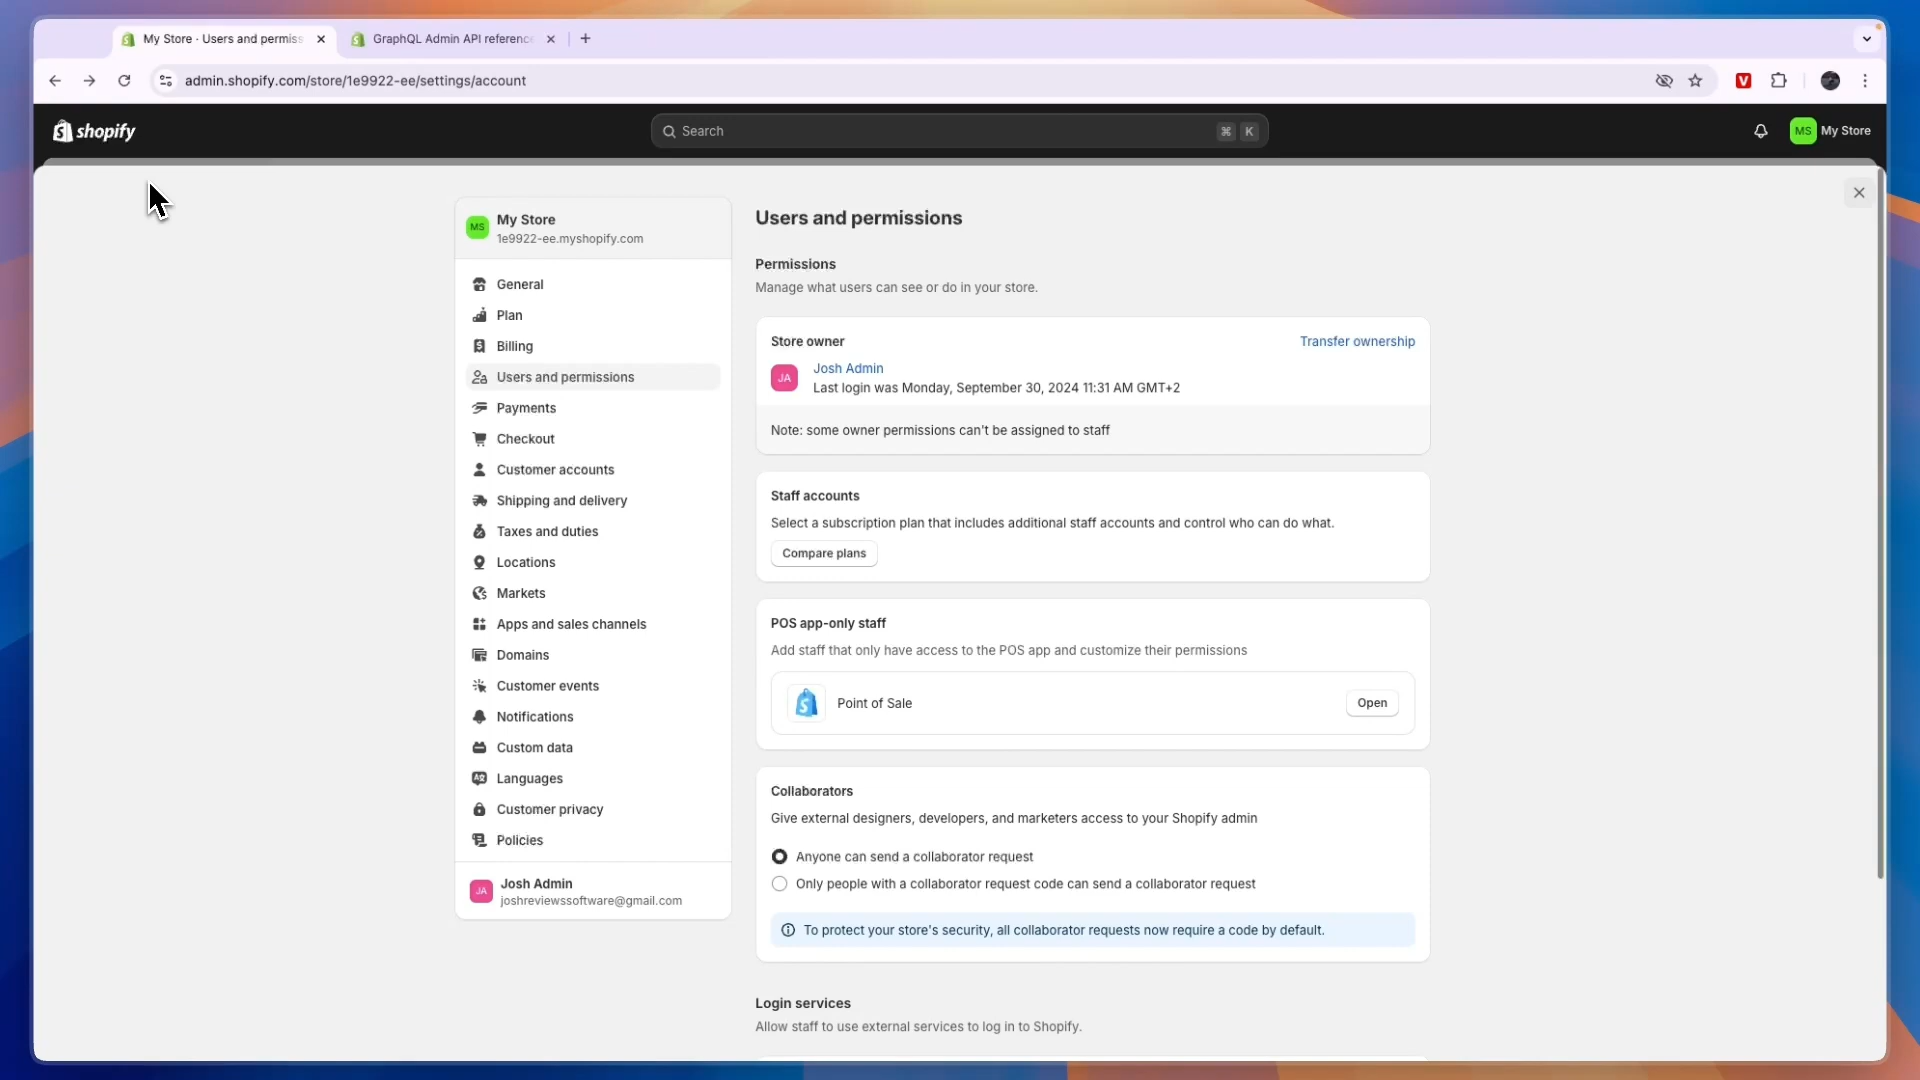 My Store · Users and permiss
GraphQL Admin API reference
admin.shopify.com/store/1e9922-ee/settings/account
V
shopify
Search
⌘ K
MS My Store
MS
My Store
1e9922-ee.myshopify.com
General
Plan
Billing
Users and permissions
Payments
Checkout
Customer accounts
Shipping and delivery
Taxes and duties
Locations
Markets
Apps and sales channels
Domains
Customer events
Notifications
Custom data
Languages
Customer privacy
Policies
JA
Josh Admin
joshreviewssoftware@gmail.com
Users and permissions
Permissions
Manage what users can see or do in your store.
Store owner
Transfer ownership
JA
Josh Admin
Last login was Monday, September 30, 2024 11:31 AM GMT+2
Note: some owner permissions can't be assigned to staff
Staff accounts
Select a subscription plan that includes additional staff accounts and control who can do what.
Compare plans
POS app-only staff
Add staff that only have access to the POS app and customize their permissions
Point of Sale
Open
Collaborators
Give external designers, developers, and marketers access to your Shopify admin
Anyone can send a collaborator request
Only people with a collaborator request code can send a collaborator request
To protect your store's security, all collaborator requests now require a code by default.
Login services
Allow staff to use external services to log in to Shopify.